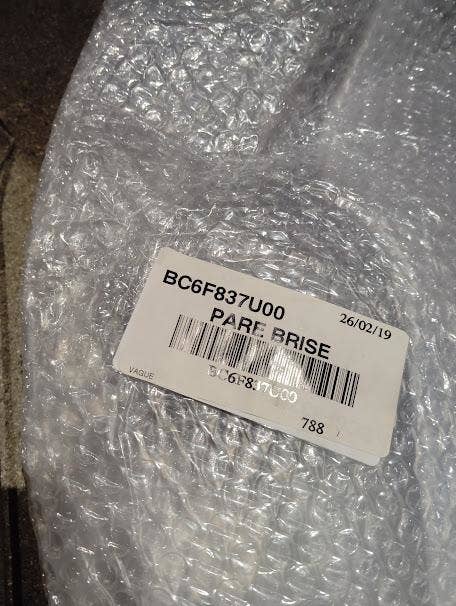 BC6F837U00
26/02/19
PARE BRISE
BC6F837U00
VAGUE
788